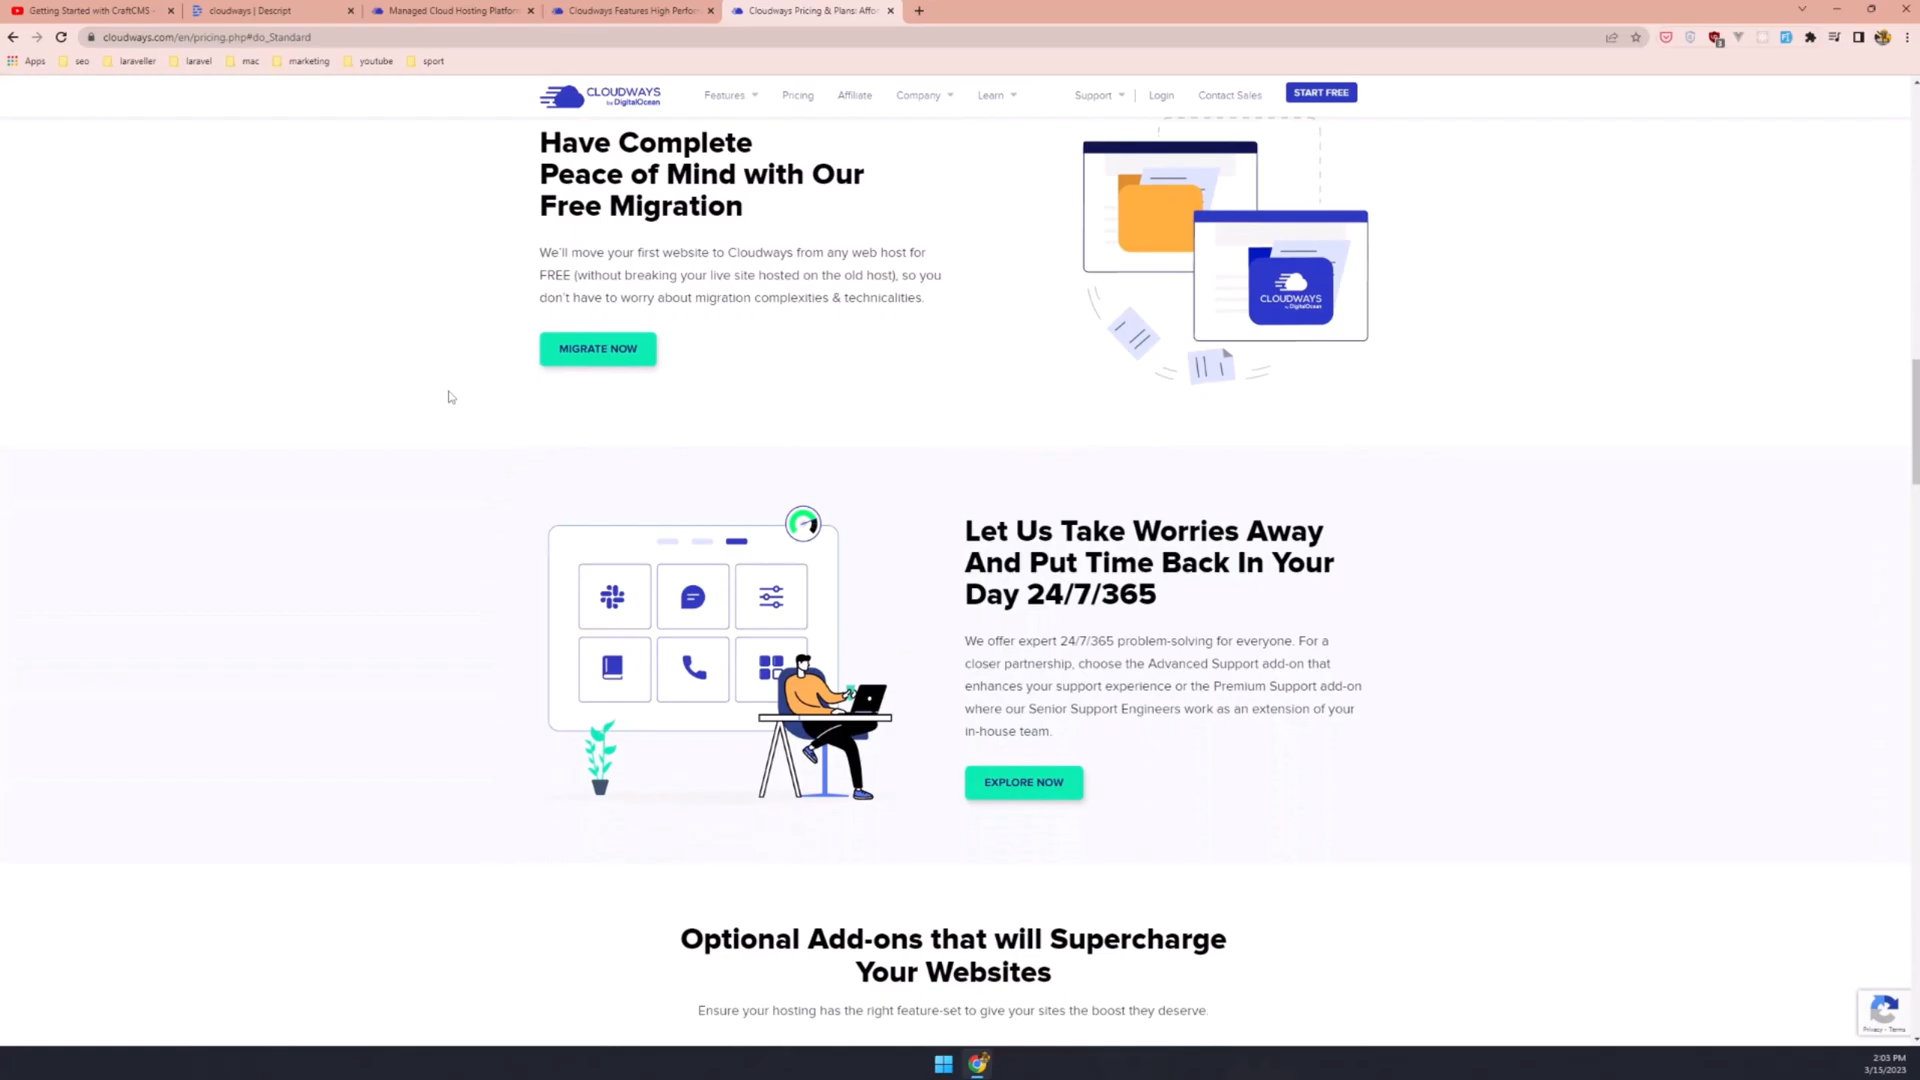 Getting Started with CraftCMS -
cloudways | Descript
Managed Cloud Hosting Platfor
Cloudways Features High Perfor
Cloudways Pricing & Plans: Affo
cloudways.com/en/pricing.php#do_Standard
Apps seo laraveller laravel mac marketing youtube sport
CLOUDWAYS
by DigitalOcean
Features Pricing Affiliate Company Learn Support Login Contact Sales START FREE
Have Complete
Peace of Mind with Our
Free Migration
We'll move your first website to Cloudways from any web host for
FREE (without breaking your live site hosted on the old host), so you
don't have to worry about migration complexities & technicalities.
MIGRATE NOW
CLOUDWAYS
by DigitalOcean
Let Us Take Worries Away
And Put Time Back In Your
Day 24/7/365
We offer expert 24/7/365 problem-solving for everyone. For a
closer partnership, choose the Advanced Support add-on that
enhances your support experience or the Premium Support add-on
where our Senior Support Engineers work as an extension of your
in-house team.
EXPLORE NOW
Optional Add-ons that will Supercharge
Your Websites
Ensure your hosting has the right feature-set to give your sites the boost they deserve.
Privacy - Terms
2:03 PM
3/15/2023